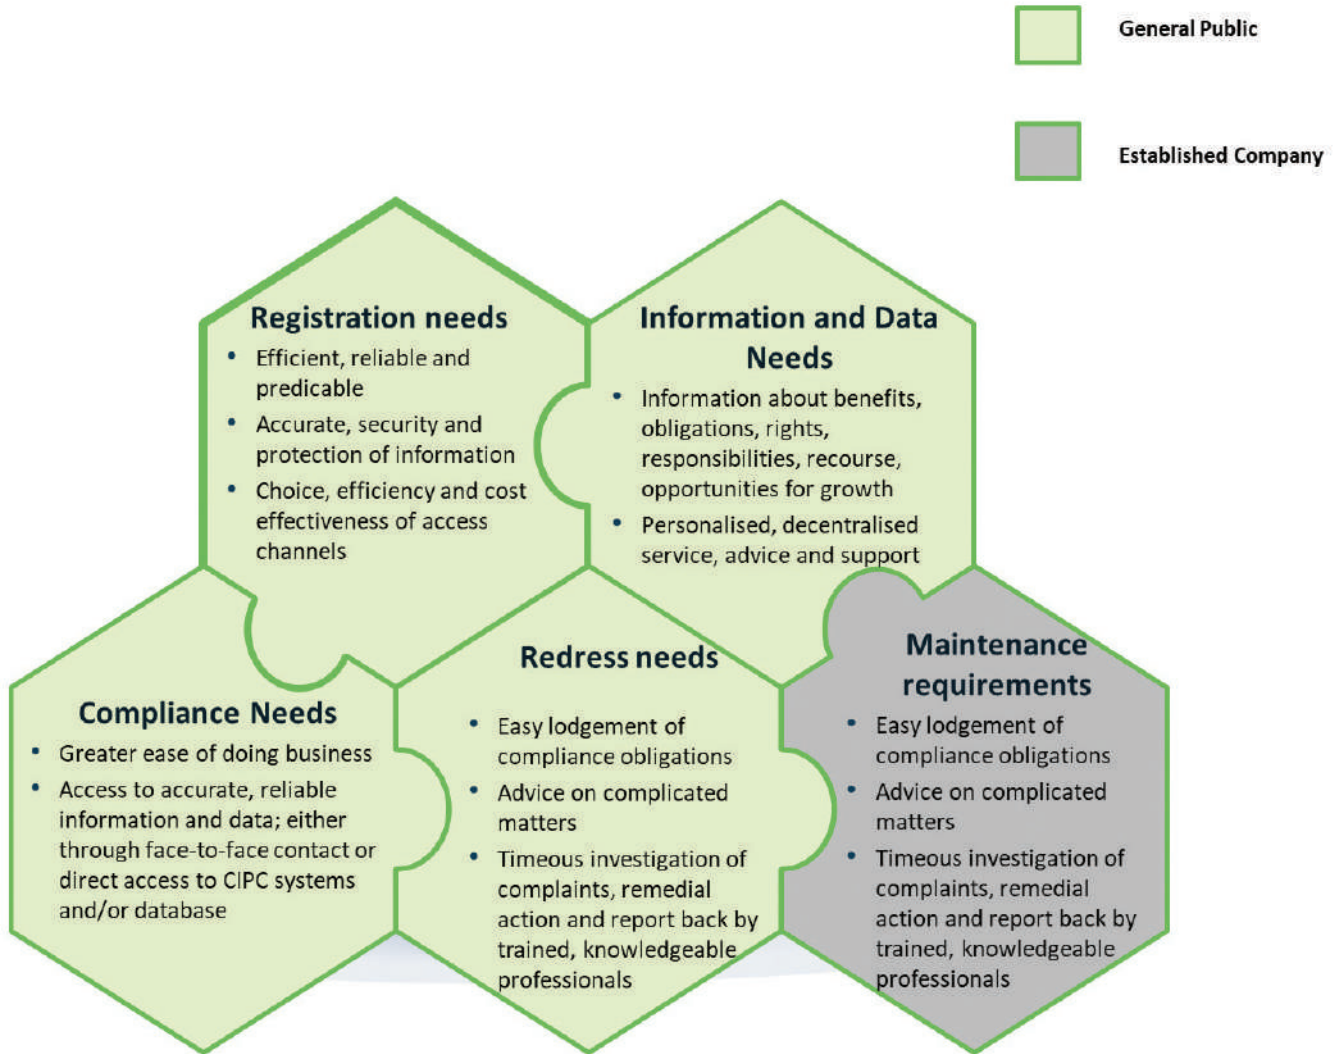 General Public
Established Company
Registration needs
• Efficient, reliable and
predicable
• Accurate, security and
protection of information
• Choice, efficiency and cost
effectiveness of access
channels
Information and Data
Needs
• Information about benefits,
obligations, rights,
responsibilities, recourse,
opportunities for growth
• Personalised, decentralised
service, advice and support
Compliance Needs
• Greater ease of doing business
• Access to accurate, reliable
information and data; either
through face-to-face contact or
direct access to CIPC systems
and/or database
Redress needs
• Easy lodgement of
compliance obligations
• Advice on complicated
matters
• Timeous investigation of
complaints, remedial
action and report back by
trained, knowledgeable
professionals
Maintenance
requirements
• Easy lodgement of
compliance obligations
• Advice on complicated
matters
• Timeous investigation of
complaints, remedial
action and report back by
trained, knowledgeable
professionals